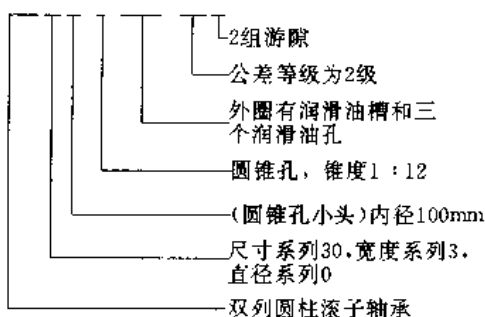 2组游隙
公差等级为2级
外圈有润滑油槽和三
个润滑油孔
圆锥孔，锥度1：12
(圆锥孔小头)内径100mm
尺寸系列30.宽度系列3.
直径系列0
双列圆柱滚子轴承